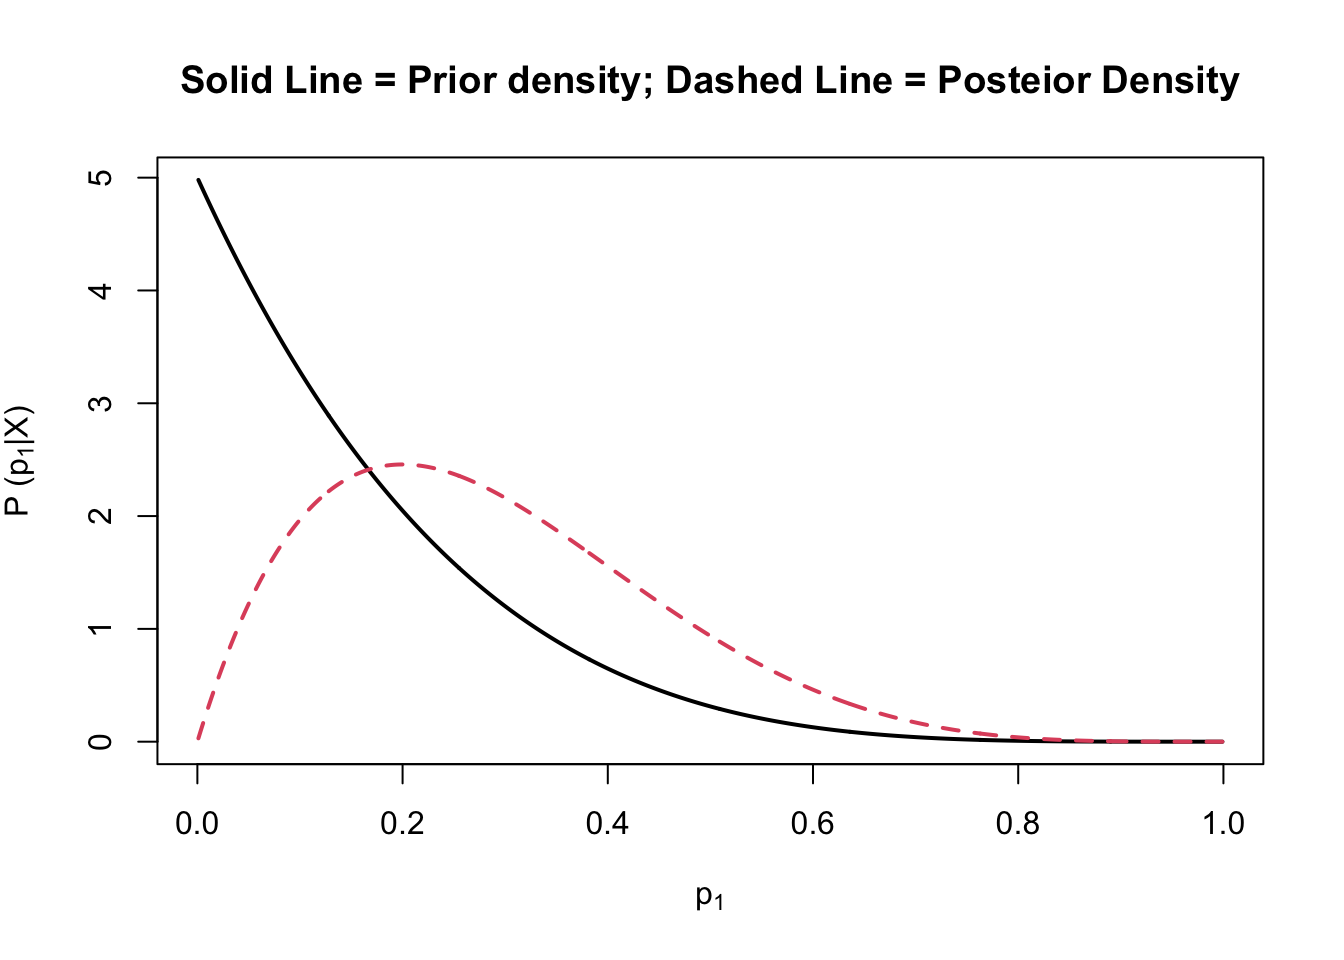 Solid Line = Prior density; Dashed Line = Posteior Density
P (p₁|X)
5
4
3
2
1
0
0.0 0.2 0.4 0.6 0.8 1.0
p₁